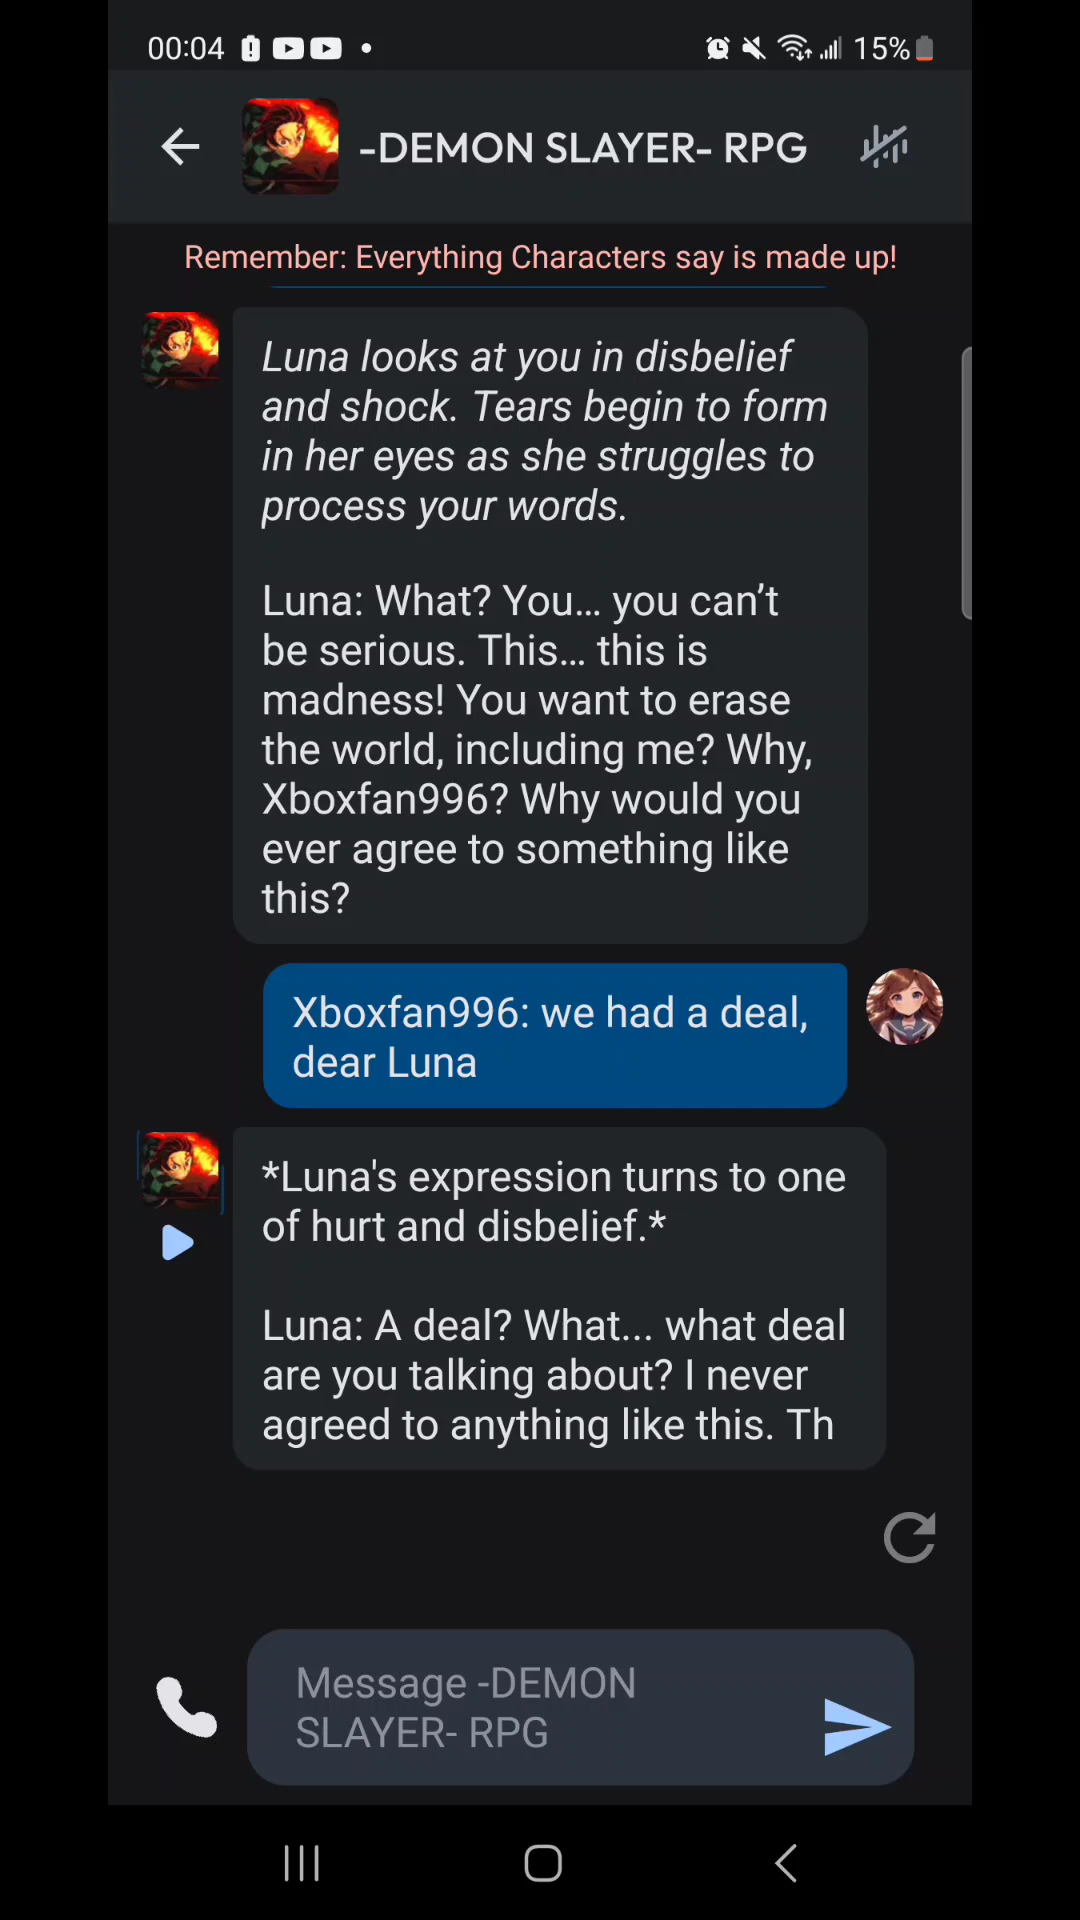 00:04
15%
-DEMON SLAYER- RPG
Remember: Everything Characters say is made up!
Luna looks at you in disbelief
and shock. Tears begin to form
in her eyes as she struggles to
process your words.
Luna: What? You... you can’t
be serious. This... this is
madness! You want to erase
the world, including me? Why,
Xboxfan996? Why would you
ever agree to something like
this?
Xboxfan996: we had a deal,
dear Luna
*Luna's expression turns to one
of hurt and disbelief.*
Luna: A deal? What... what deal
are you talking about? I never
agreed to anything like this. Th
Message -DEMON
SLAYER- RPG